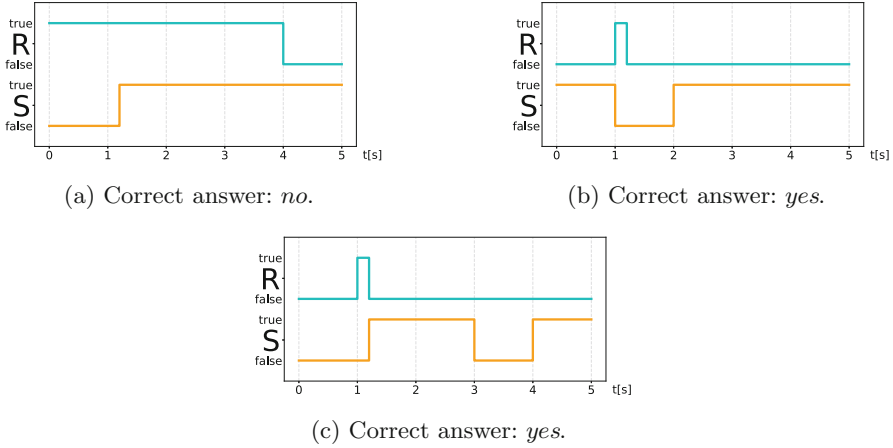 true
R
false
true
S
false
0 1 2 3 4 5 t[s]
(a) Correct answer: no.
true
R
false
true
S
false
0 1 2 3 4 5 t[s]
(b) Correct answer: yes.
true
R
false
true
S
false
0 1 2 3 4 5 t[s]
(c) Correct answer: yes.